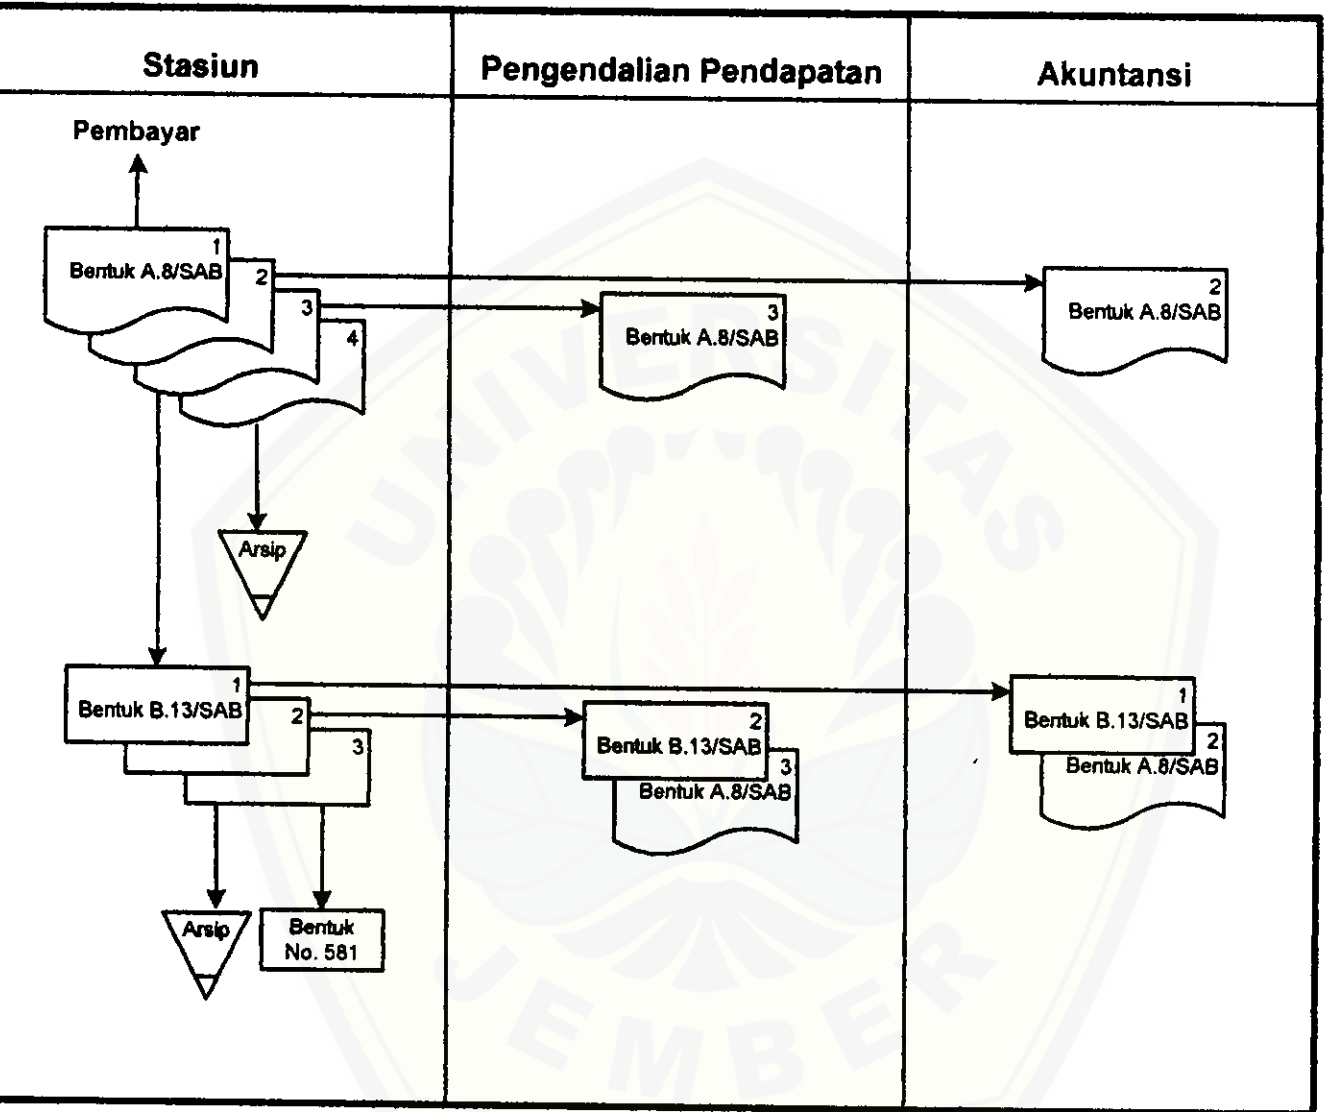 Stasiun
Pengendalian Pendapatan
Akuntansi
Pembayar
1
Bentuk A.8/SAB
2
3
4
3
Bentuk A.8/SAB
2
Bentuk A.8/SAB
Arsip
1
Bentuk B.13/SAB
2
3
2
Bentuk B.13/SAB
3
Bentuk A.8/SAB
1
Bentuk B.13/SAB
2
Bentuk A.8/SAB
Arsip
Bentuk
No. 581
UNIVERSITAS
JEMBER